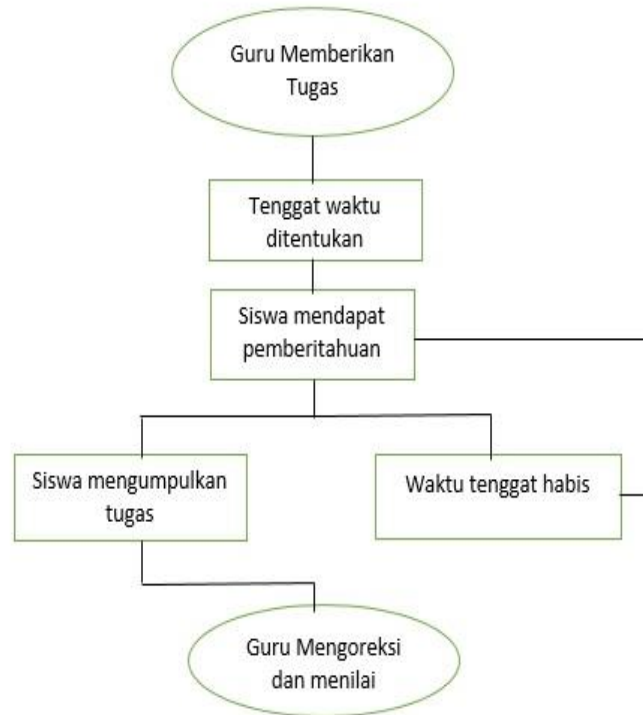 Guru Memberikan
Tugas
Tenggat waktu
ditentukan
Siswa mendapat
pemberitahuan
Siswa mengumpulkan
tugas
Waktu tenggat habis
Guru Mengoreksi
dan menilai